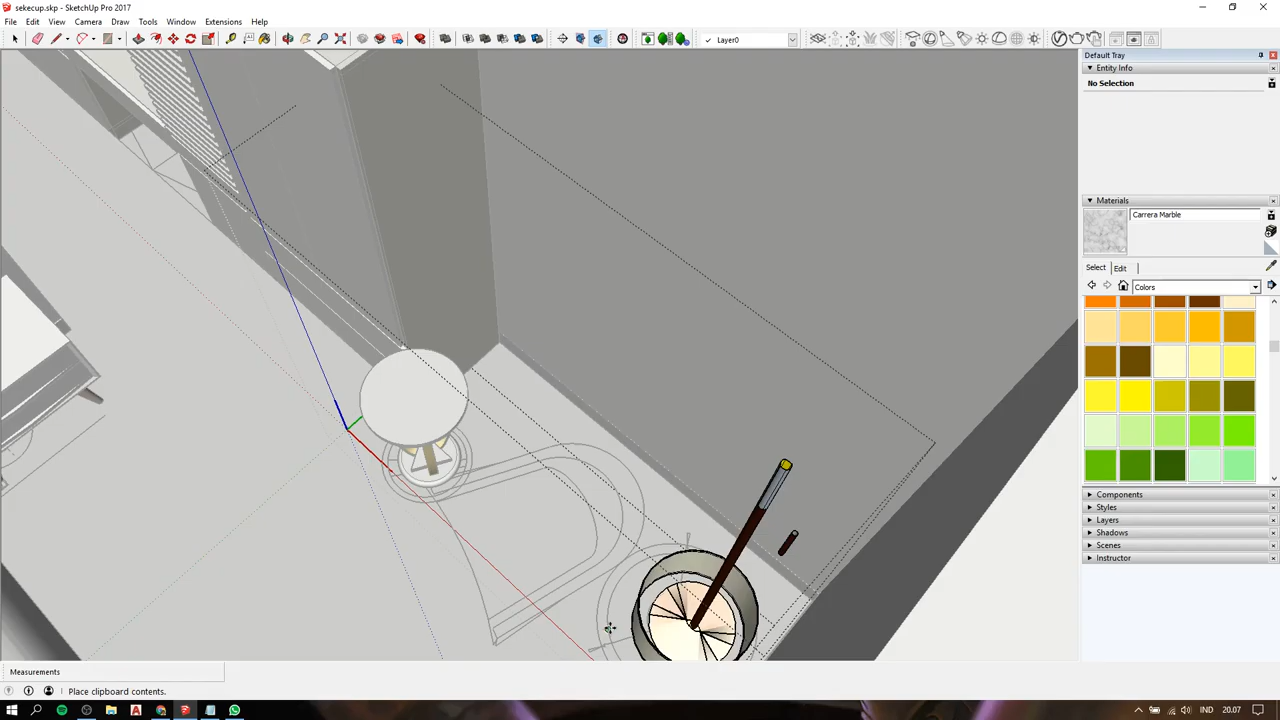 sekecup.skp - SketchUp Pro 2017
File Edit View Camera Draw Tools Window Extensions Help
Layer0
Default Tray
Entity Info
No Selection
Materials
Carrera Marble
Select Edit
Colors
Components
Styles
Layers
Shadows
Scenes
Instructor
Measurements
Place clipboard contents.
IND 20.07